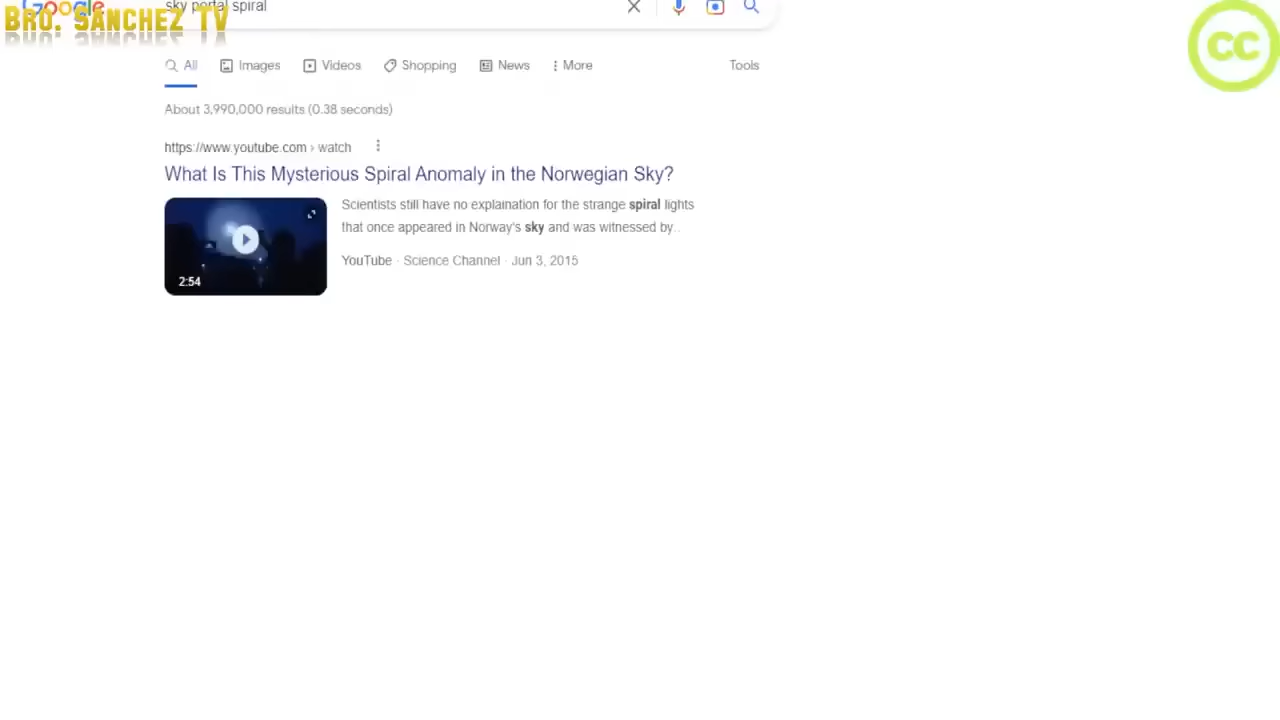 Google
BRO. SANCHEZ TV
sky portal spiral
CC
All Images Videos Shopping News More Tools
About 3,990,000 results (0.38 seconds)
https://www.youtube.com › watch
What Is This Mysterious Spiral Anomaly in the Norwegian Sky?
Scientists still have no explaination for the strange spiral lights
that once appeared in Norway's sky and was witnessed by..
YouTube · Science Channel · Jun 3, 2015
2:54